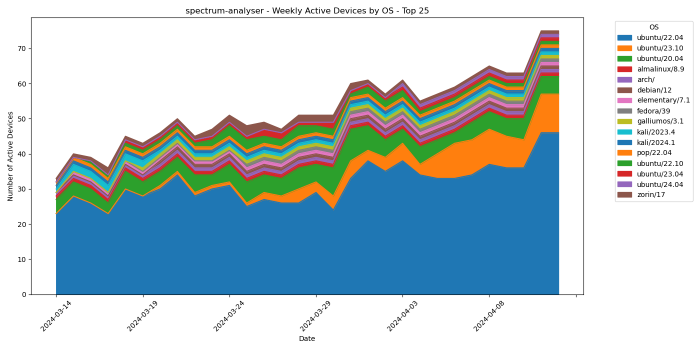 spectrum-analyser - Weekly Active Devices by OS - Top 25
OS
ubuntu/22.04
ubuntu/23.10
ubuntu/20.04
almalinux/8.9
arch/
debian/12
elementary/7.1
fedora/39
galliumos/3.1
kali/2023.4
kali/2024.1
pop/22.04
ubuntu/22.10
ubuntu/23.04
ubuntu/24.04
zorin/17
Number of Active Devices
70
60
50
40
30
20
10
0
2024-03-14
2024-03-19
2024-03-24
2024-03-29
2024-04-03
2024-04-08
Date